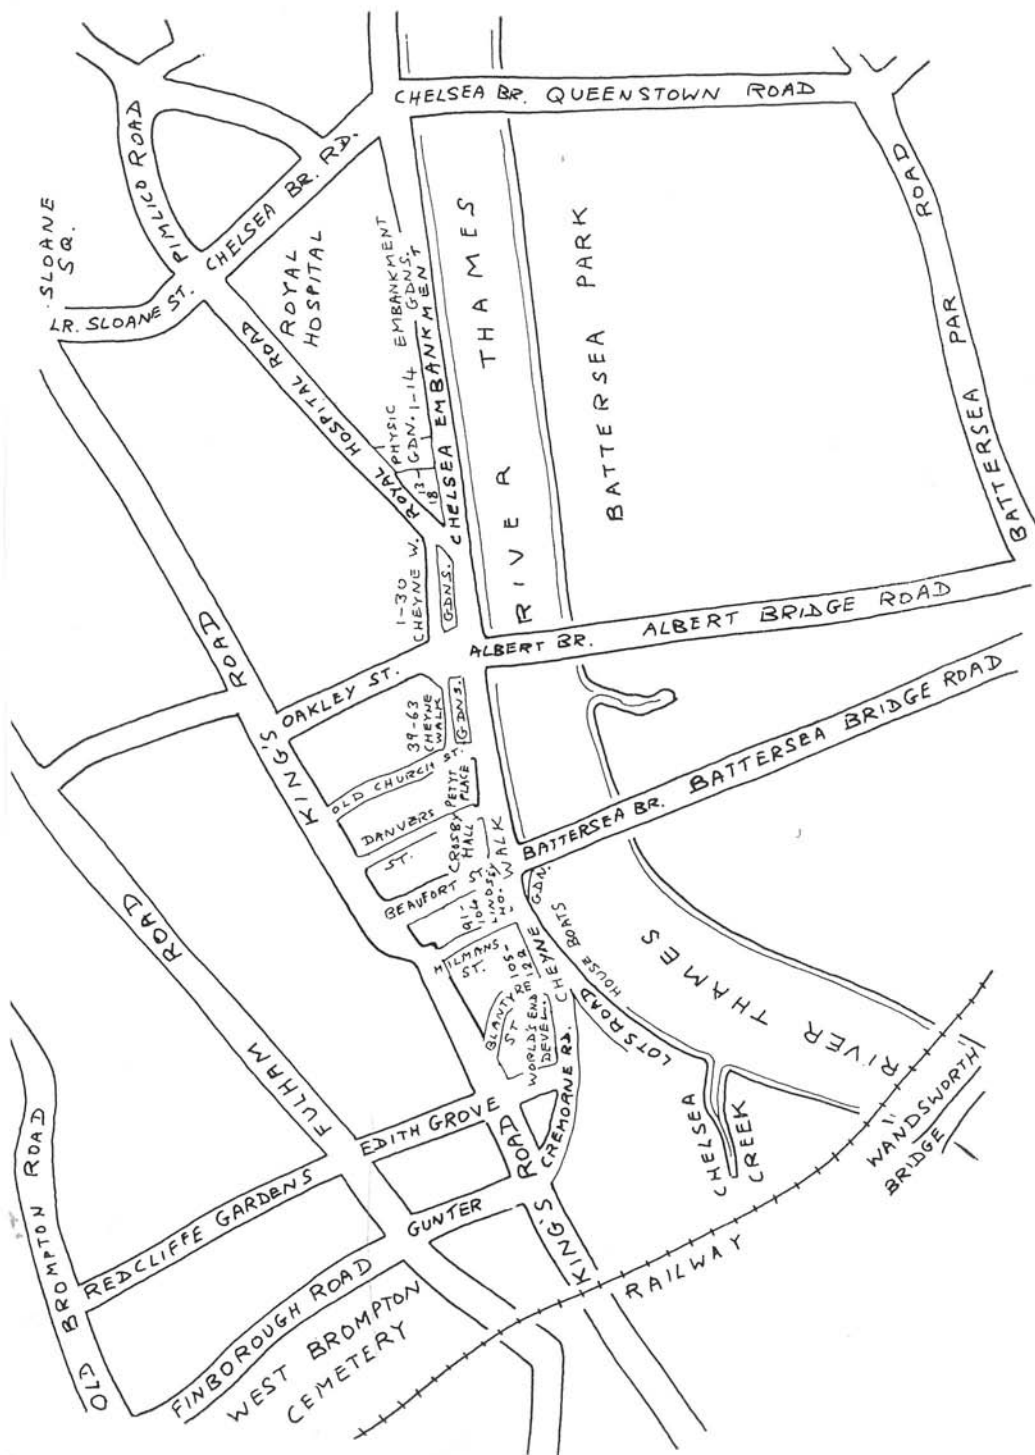 CHELSEA BR. QUEENSTOWN ROAD
PIMLICO ROAD
CHELSEA BR. RD.
SLOANE
SQ.
LR. SLOANE ST.
ROYAL
HOSPITAL
ROYAL HOSPITAL ROAD
EMBANKMENT
GDNS.
PHYSIC
GDN. 1-14
13-
18
CHELSEA EMBANKMENT
RIVER THAMES
BATTERSEA PARK
BATTERSEA PAR ROAD
1-30
CHEYNE W.
GDNS.
ALBERT BR. ALBERT BRIDGE ROAD
KING'S ROAD
OAKLEY ST.
39-63
CHEYNE
WALK
GDNS.
OLD CHURCH ST.
PETYT
PLACE
DANVERS
ST.
CROSBY
HALL
BEAUFORT ST.
91-
104
LINDSEY
HO.
BATTERSEA BR. BATTERSEA BRIDGE ROAD
CHEYNE WALK
GDN.
HOUSE BOATS
MILMANS
ST.
105-
128
BLANTYRE
ST
WORLD'S END
DEVEL.
CREMORNE RD.
LOTS ROAD
RIVER THAMES
CHELSEA
CREEK
WANDSWORTH
BRIDGE
RAILWAY
FULHAM ROAD
EDITH GROVE
REDCLIFFE GARDENS
GUNTER
KING'S ROAD
FINBOROUGH ROAD
OLD BROMPTON ROAD
WEST BROMPTON
CEMETERY